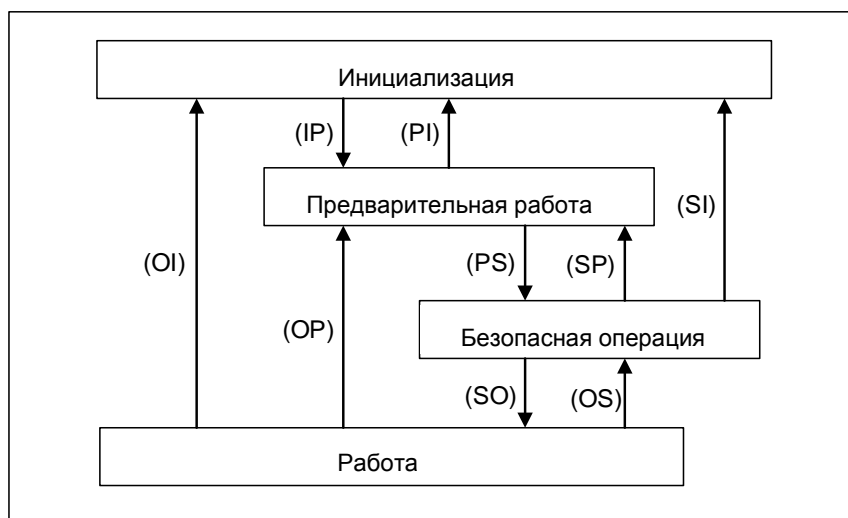 Инициализация
(IP)
(PI)
Предварительная работа
(SI)
(OI)
(PS)
(SP)
(OP)
Безопасная операция
(SO)
(OS)
Работа